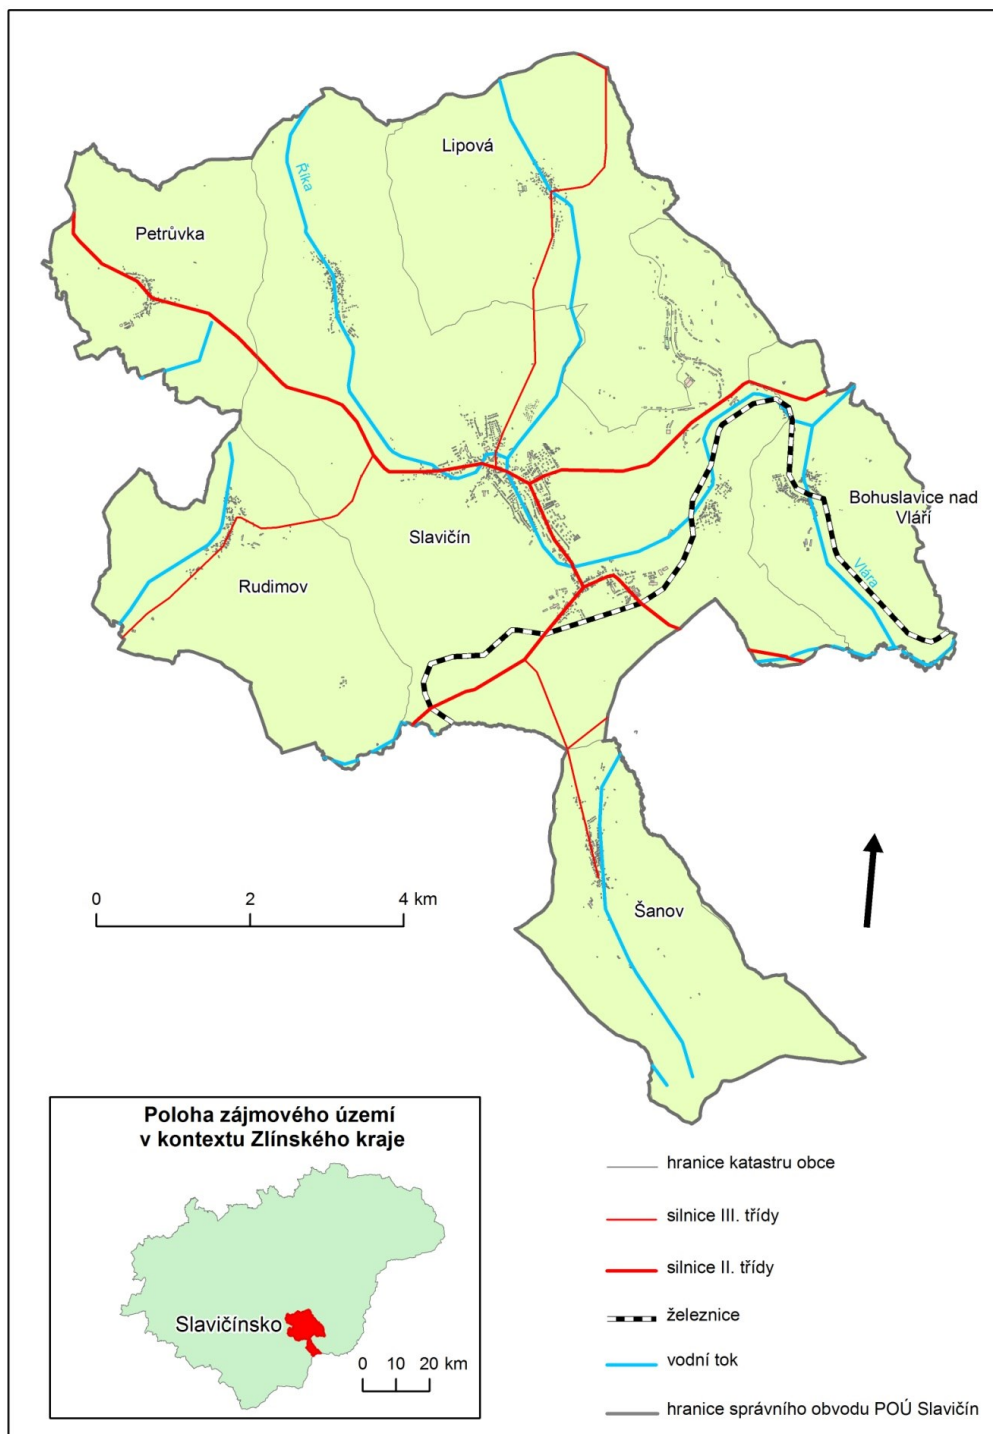 Lipová
Říka
Petrůvka
Bohuslavice nad
Vláří
Slavičín
Vlára
Rudimov
0 2 4 km
Šanov
Poloha zájmového území
v kontextu Zlínského kraje
Slavičínsko
0 10 20 km
hranice katastru obce
silnice III. třídy
silnice II. třídy
železnice
vodní tok
hranice správního obvodu POÚ Slavičín